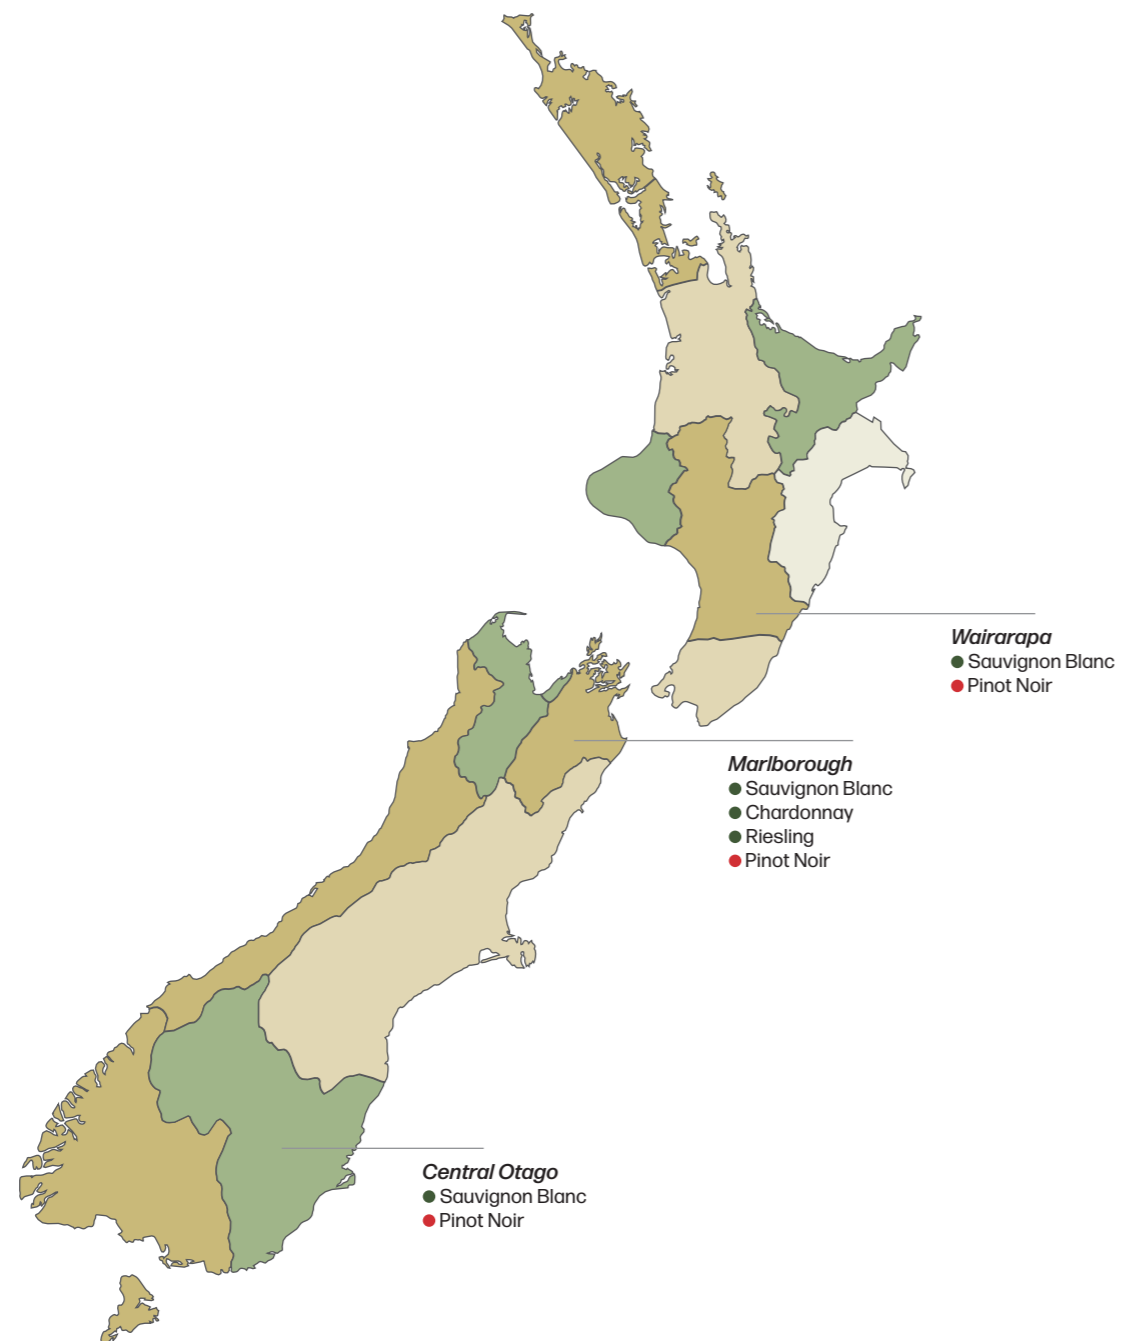 Wairarapa
Sauvignon Blanc
Pinot Noir
Marlborough
Sauvignon Blanc
Chardonnay
Riesling
Pinot Noir
Central Otago
Sauvignon Blanc
Pinot Noir